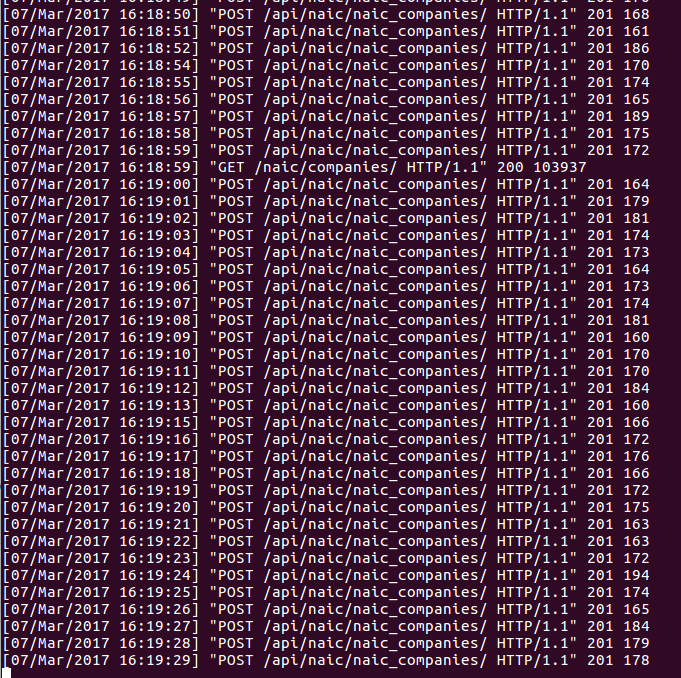 [07/Mar/2017 16:18:50] "POST /api/naic/naic_companies/ HTTP/1.1" 201 168
[07/Mar/2017 16:18:51] "POST /api/naic/naic_companies/ HTTP/1.1" 201 161
[07/Mar/2017 16:18:52] "POST /api/naic/naic_companies/ HTTP/1.1" 201 186
[07/Mar/2017 16:18:54] "POST /api/naic/naic_companies/ HTTP/1.1" 201 170
[07/Mar/2017 16:18:55] "POST /api/naic/naic_companies/ HTTP/1.1" 201 174
[07/Mar/2017 16:18:56] "POST /api/naic/naic_companies/ HTTP/1.1" 201 165
[07/Mar/2017 16:18:57] "POST /api/naic/naic_companies/ HTTP/1.1" 201 189
[07/Mar/2017 16:18:58] "POST /api/naic/naic_companies/ HTTP/1.1" 201 175
[07/Mar/2017 16:18:59] "POST /api/naic/naic_companies/ HTTP/1.1" 201 172
[07/Mar/2017 16:18:59] "GET /naic/companies/ HTTP/1.1" 200 103937
[07/Mar/2017 16:19:00] "POST /api/naic/naic_companies/ HTTP/1.1" 201 164
[07/Mar/2017 16:19:01] "POST /api/naic/naic_companies/ HTTP/1.1" 201 179
[07/Mar/2017 16:19:02] "POST /api/naic/naic_companies/ HTTP/1.1" 201 181
[07/Mar/2017 16:19:03] "POST /api/naic/naic_companies/ HTTP/1.1" 201 174
[07/Mar/2017 16:19:04] "POST /api/naic/naic_companies/ HTTP/1.1" 201 173
[07/Mar/2017 16:19:05] "POST /api/naic/naic_companies/ HTTP/1.1" 201 164
[07/Mar/2017 16:19:06] "POST /api/naic/naic_companies/ HTTP/1.1" 201 173
[07/Mar/2017 16:19:07] "POST /api/naic/naic_companies/ HTTP/1.1" 201 174
[07/Mar/2017 16:19:08] "POST /api/naic/naic_companies/ HTTP/1.1" 201 181
[07/Mar/2017 16:19:09] "POST /api/naic/naic_companies/ HTTP/1.1" 201 160
[07/Mar/2017 16:19:10] "POST /api/naic/naic_companies/ HTTP/1.1" 201 170
[07/Mar/2017 16:19:11] "POST /api/naic/naic_companies/ HTTP/1.1" 201 170
[07/Mar/2017 16:19:12] "POST /api/naic/naic_companies/ HTTP/1.1" 201 184
[07/Mar/2017 16:19:13] "POST /api/naic/naic_companies/ HTTP/1.1" 201 160
[07/Mar/2017 16:19:15] "POST /api/naic/naic_companies/ HTTP/1.1" 201 166
[07/Mar/2017 16:19:16] "POST /api/naic/naic_companies/ HTTP/1.1" 201 172
[07/Mar/2017 16:19:17] "POST /api/naic/naic_companies/ HTTP/1.1" 201 176
[07/Mar/2017 16:19:18] "POST /api/naic/naic_companies/ HTTP/1.1" 201 166
[07/Mar/2017 16:19:19] "POST /api/naic/naic_companies/ HTTP/1.1" 201 172
[07/Mar/2017 16:19:20] "POST /api/naic/naic_companies/ HTTP/1.1" 201 175
[07/Mar/2017 16:19:21] "POST /api/naic/naic_companies/ HTTP/1.1" 201 163
[07/Mar/2017 16:19:22] "POST /api/naic/naic_companies/ HTTP/1.1" 201 163
[07/Mar/2017 16:19:23] "POST /api/naic/naic_companies/ HTTP/1.1" 201 172
[07/Mar/2017 16:19:24] "POST /api/naic/naic_companies/ HTTP/1.1" 201 194
[07/Mar/2017 16:19:25] "POST /api/naic/naic_companies/ HTTP/1.1" 201 174
[07/Mar/2017 16:19:26] "POST /api/naic/naic_companies/ HTTP/1.1" 201 165
[07/Mar/2017 16:19:27] "POST /api/naic/naic_companies/ HTTP/1.1" 201 184
[07/Mar/2017 16:19:28] "POST /api/naic/naic_companies/ HTTP/1.1" 201 179
[07/Mar/2017 16:19:29] "POST /api/naic/naic_companies/ HTTP/1.1" 201 178